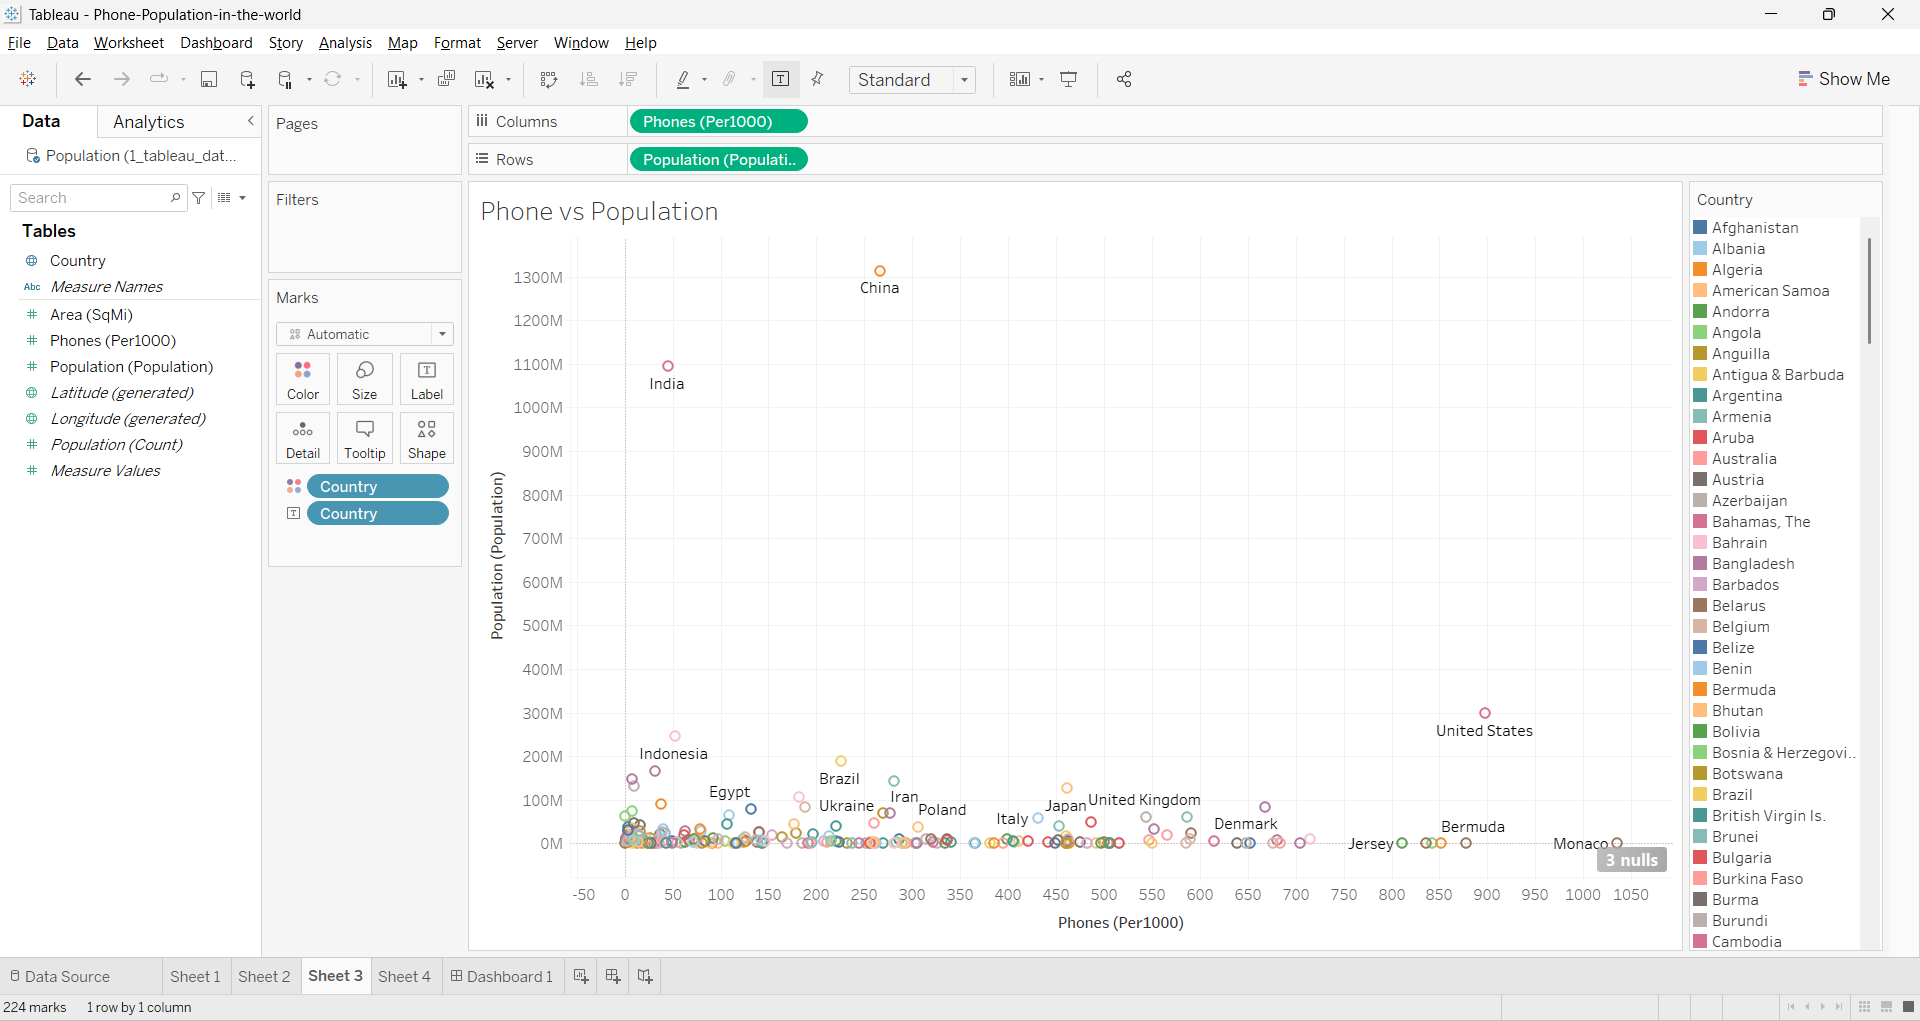 Tableau - Phone-Population-in-the-world
File Data Worksheet Dashboard Story Analysis Map Format Server Window Help
Standard
Show Me
Data
Analytics
Population (1_tableau_dat...
Search
Tables
Country
Abc Measure Names
Area (SqMi)
Phones (Per1000)
Population (Population)
Latitude (generated)
Longitude (generated)
Population (Count)
Measure Values
Pages
Filters
Marks
Automatic
Color
Size
Label
Detail
Tooltip
Shape
Country
Country
Columns
Phones (Per1000)
Rows
Population (Populati..
Phone vs Population
Population (Population)
1300M
1200M
1100M
1000M
900M
800M
700M
600M
500M
400M
300M
200M
100M
0M
China
India
United States
Indonesia
Brazil
Egypt
Iran
Ukraine
Poland
Italy
Japan
United Kingdom
Denmark
Bermuda
Jersey
Monaco
3 nulls
-50 0 50 100 150 200 250 300 350 400 450 500 550 600 650 700 750 800 850 900 950 1000 1050
Phones (Per1000)
Country
Afghanistan
Albania
Algeria
American Samoa
Andorra
Angola
Anguilla
Antigua & Barbuda
Argentina
Armenia
Aruba
Australia
Austria
Azerbaijan
Bahamas, The
Bahrain
Bangladesh
Barbados
Belarus
Belgium
Belize
Benin
Bermuda
Bhutan
Bolivia
Bosnia & Herzegovi..
Botswana
Brazil
British Virgin Is.
Brunei
Bulgaria
Burkina Faso
Burma
Burundi
Cambodia
Data Source
Sheet 1
Sheet 2
Sheet 3
Sheet 4
Dashboard 1
224 marks
1 row by 1 column